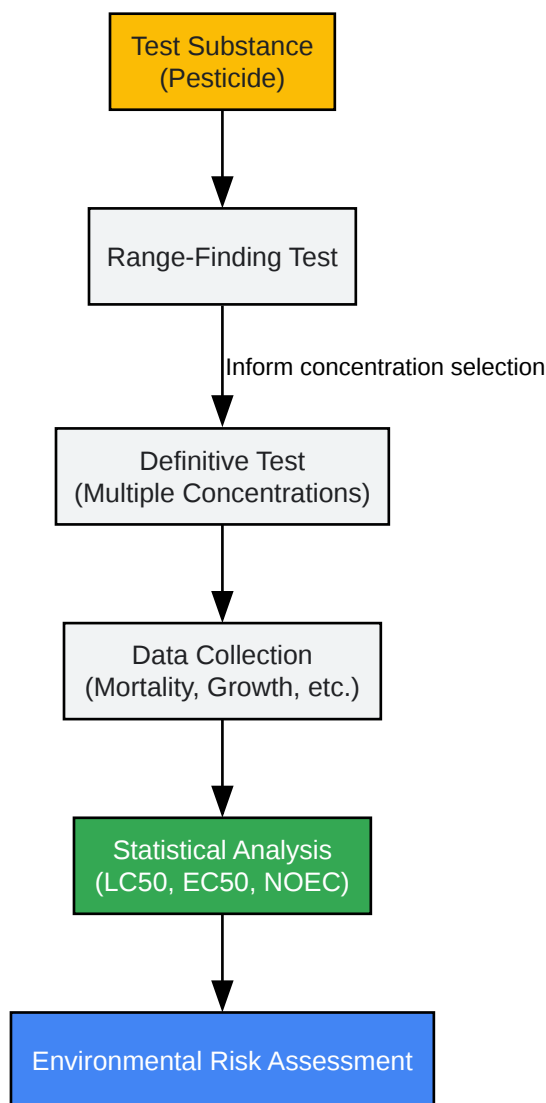 Test Substance
(Pesticide)
Range-Finding Test
Inform concentration selection
Definitive Test
(Multiple Concentrations)
Data Collection
(Mortality, Growth, etc.)
Statistical Analysis
(LC50, EC50, NOEC)
Environmental Risk Assessment